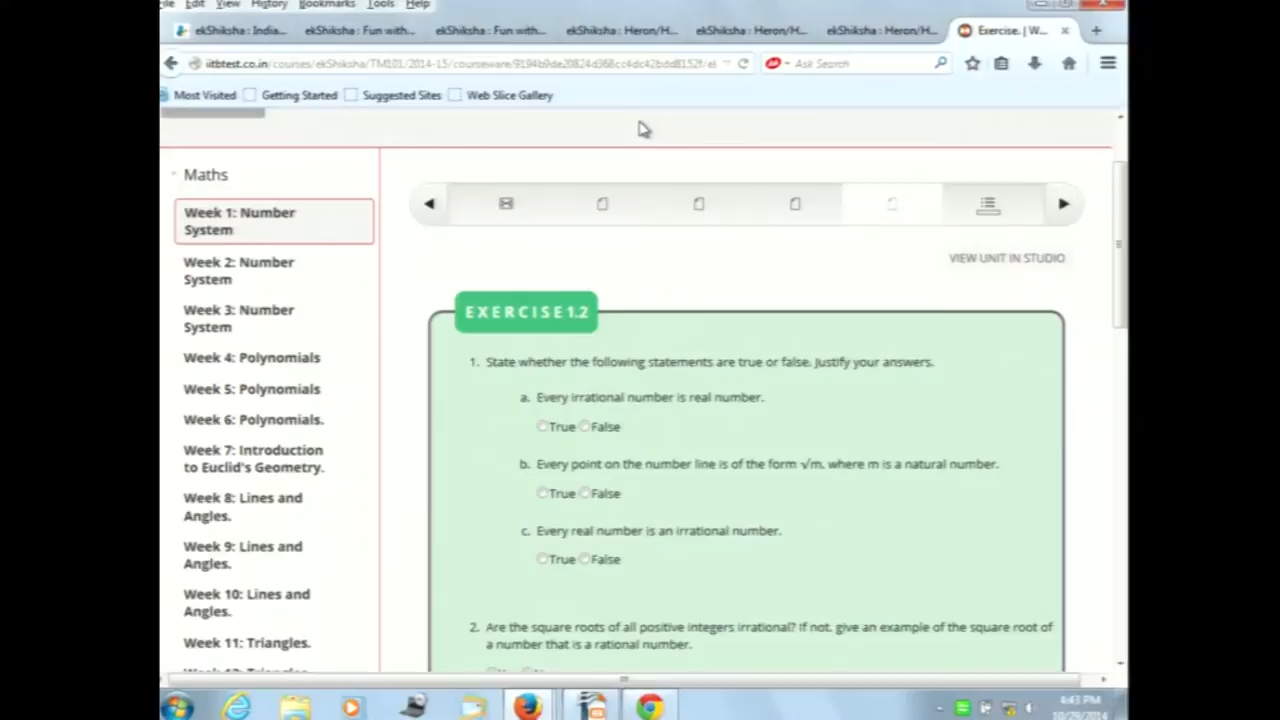 File Edit View History Bookmarks Tools Help
ekShiksha : India... ekShiksha : Fun with... ekShiksha : Fun with... ekShiksha : Heron/H... ekShiksha : Heron/H... ekShiksha : Heron/H... Exercise. | W... x +
Ask Search
Most Visited Getting Started Suggested Sites Web Slice Gallery
Maths
Week 1: Number
System
Week 2: Number
System
Week 3: Number
System
Week 4: Polynomials
Week 5: Polynomials
Week 6: Polynomials.
Week 7: Introduction
to Euclid's Geometry.
Week 8: Lines and
Angles.
Week 9: Lines and
Angles.
Week 10: Lines and
Angles.
Week 11: Triangles.
VIEW UNIT IN STUDIO
EXERCISE 1.2
1. State whether the following statements are true or false. Justify your answers.
a. Every irrational number is real number.
True False
b. Every point on the number line is of the form √m. where m is a natural number.
True False
c. Every real number is an irrational number.
True False
2. Are the square roots of all positive integers irrational? If not. give an example of the square root of
a number that is a rational number.
4:43 PM
10/29/2014